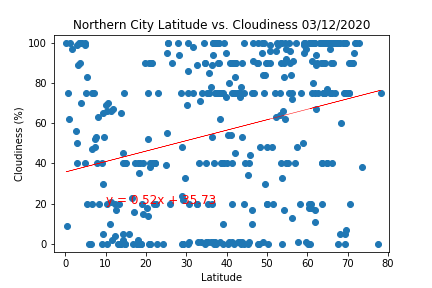 Northern City Latitude vs. Cloudiness 03/12/2020
Cloudiness (%)
100
80
60
40
20
0
y = 0.52x + 35.73
0 10 20 30 40 50 60 70 80
Latitude